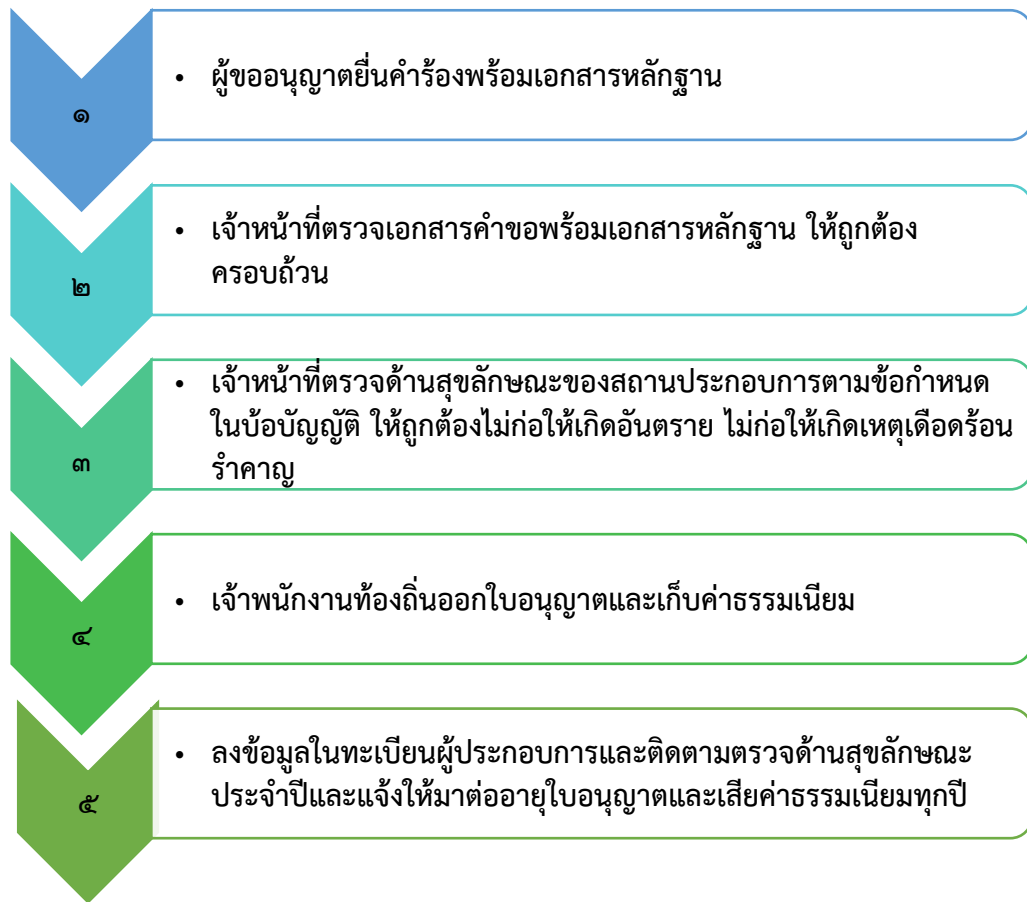 ๑
• ผู้ขออนุญาตยื่นคำร้องพร้อมเอกสารหลักฐาน
๒
• เจ้าหน้าที่ตรวจเอกสารคำขอพร้อมเอกสารหลักฐาน ให้ถูกต้อง
ครอบถ้วน
๓
• เจ้าหน้าที่ตรวจด้านสุขลักษณะของสถานประกอบการตามข้อกำหนด
ในบ้อบัญญัติ ให้ถูกต้องไม่ก่อให้เกิดอันตราย ไม่ก่อให้เกิดเหตุเดือดร้อน
รำคาญ
๔
• เจ้าพนักงานท้องถิ่นออกใบอนุญาตและเก็บค่าธรรมเนียม
๕
• ลงข้อมูลในทะเบียนผู้ประกอบการและติดตามตรวจด้านสุขลักษณะ
ประจำปีและแจ้งให้มาต่ออายุใบอนุญาตและเสียค่าธรรมเนียมทุกปี